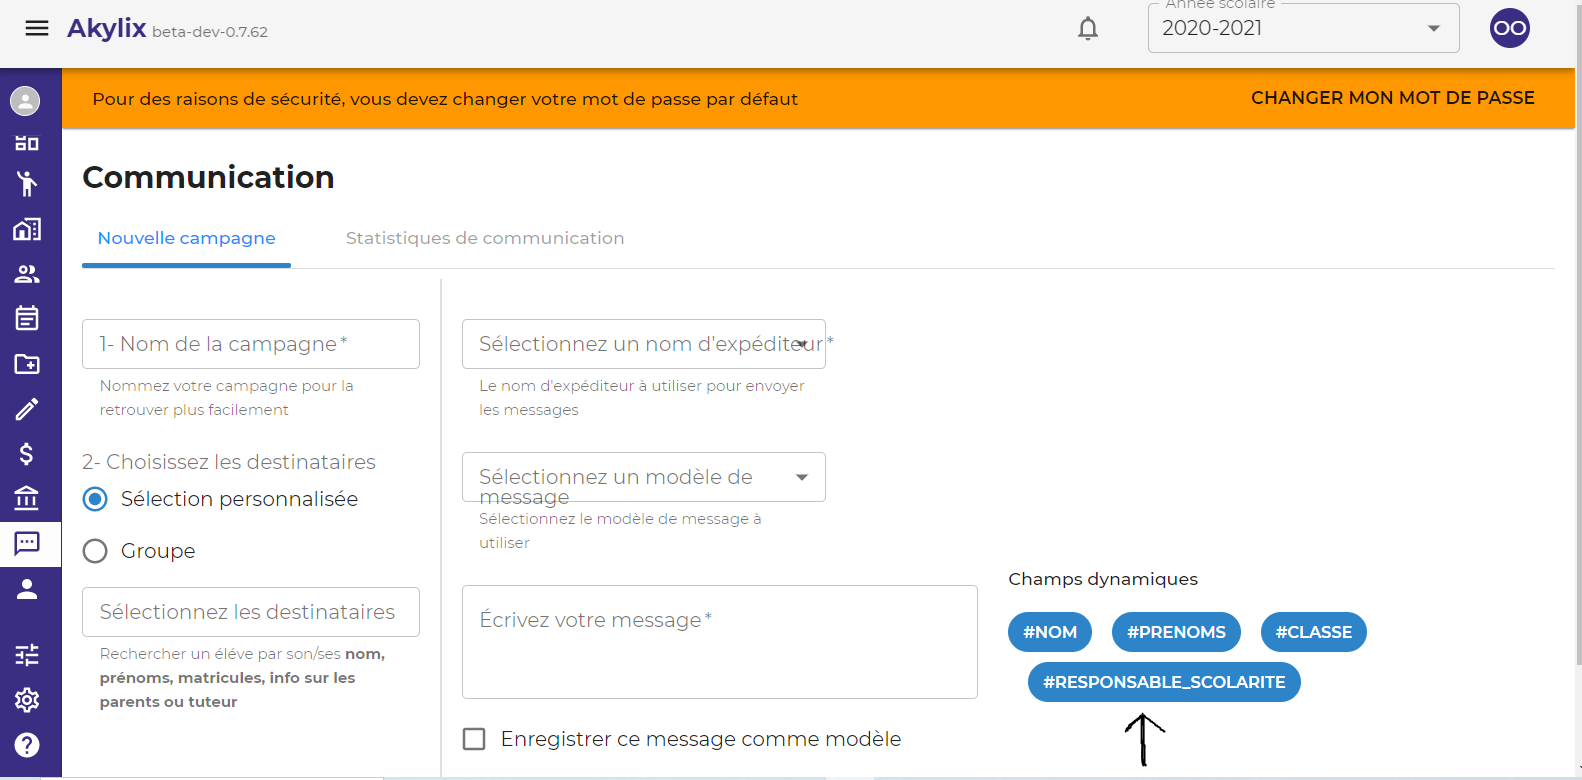 Akylix beta-dev-0.7.62
Année scolaire
2020-2021
OO
Pour des raisons de sécurité, vous devez changer votre mot de passe par défaut
CHANGER MON MOT DE PASSE
Communication
Nouvelle campagne
Statistiques de communication
1- Nom de la campagne *
Nommez votre campagne pour la
retrouver plus facilement
2- Choisissez les destinataires
Sélection personnalisée
Groupe
Sélectionnez les destinataires
Rechercher un éléve par son/ses nom,
prénoms, matricules, info sur les
parents ou tuteur
Sélectionnez un nom d'expéditeur *
Le nom d'expéditeur à utiliser pour envoyer
les messages
Sélectionnez un modèle de
message
Sélectionnez le modèle de message à
utiliser
Écrivez votre message *
Enregistrer ce message comme modèle
Champs dynamiques
#NOM
#PRENOMS
#CLASSE
#RESPONSABLE_SCOLARITE